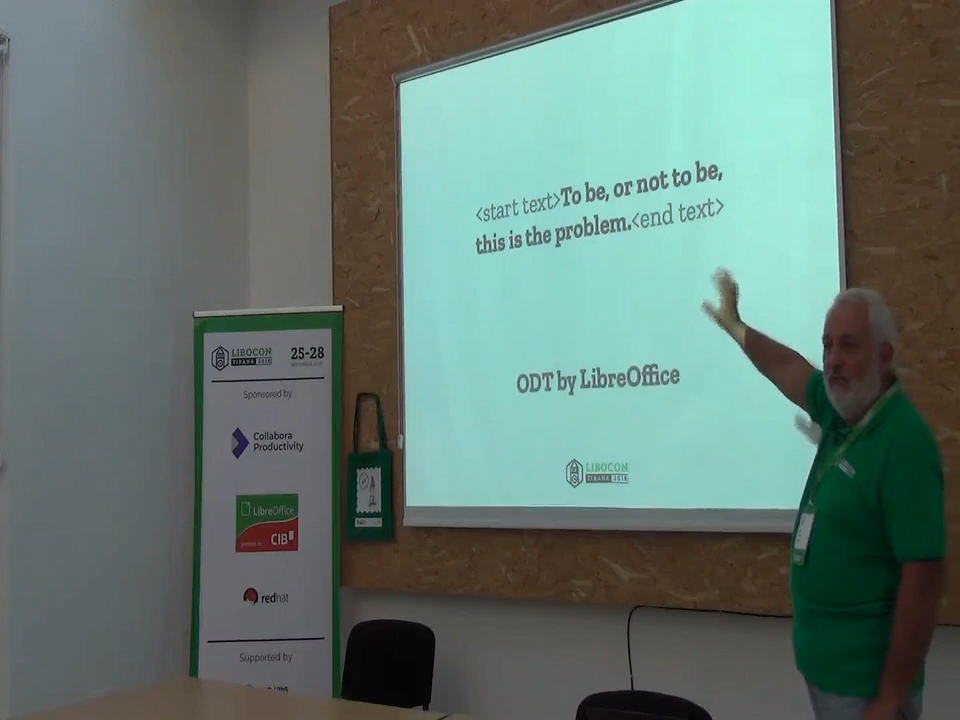 <start text>To be, or not to be,
this is the problem.<end text>
ODT by LibreOffice
LIBOCON
TIRANA 2018
LIBOCON
TIRANA 2018
25-28
Sponsored by
Collabora
Productivity
LibreOffice
CIB
redhat
Supported by